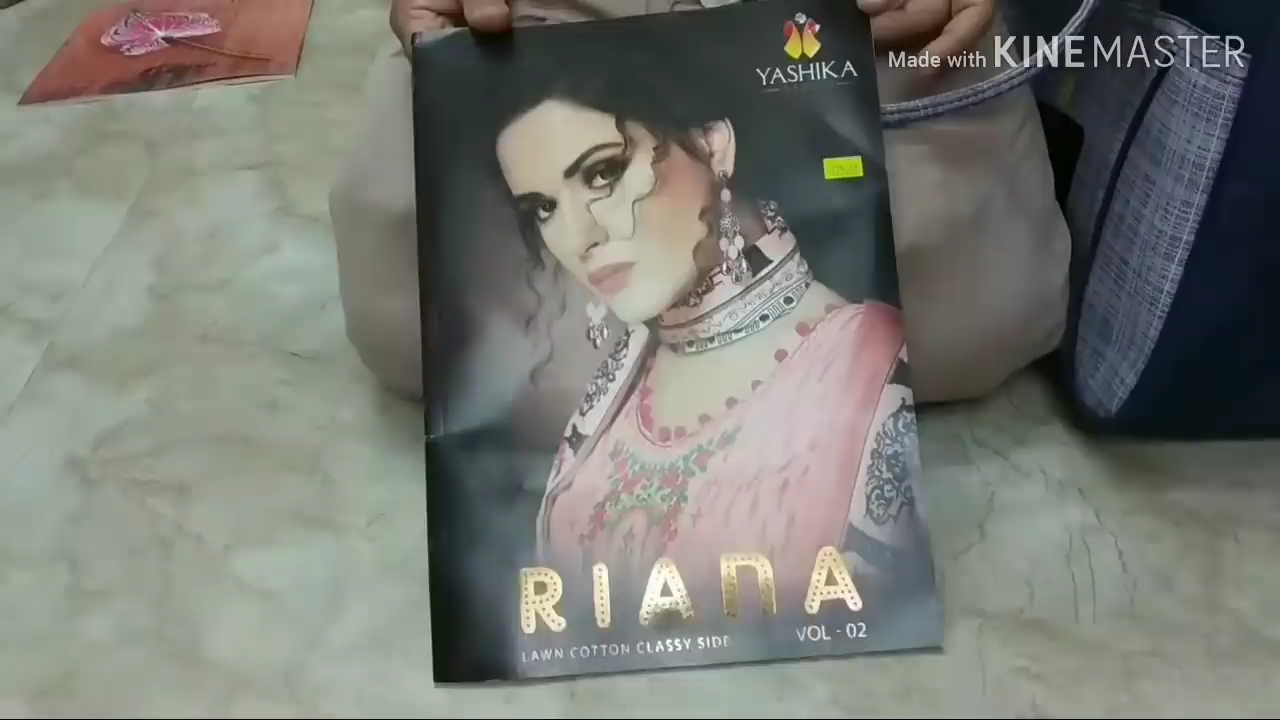 YASHIKA
Made with KINEMASTER
RIANA
LAWN COTTON CLASSY SIDE
VOL - 02